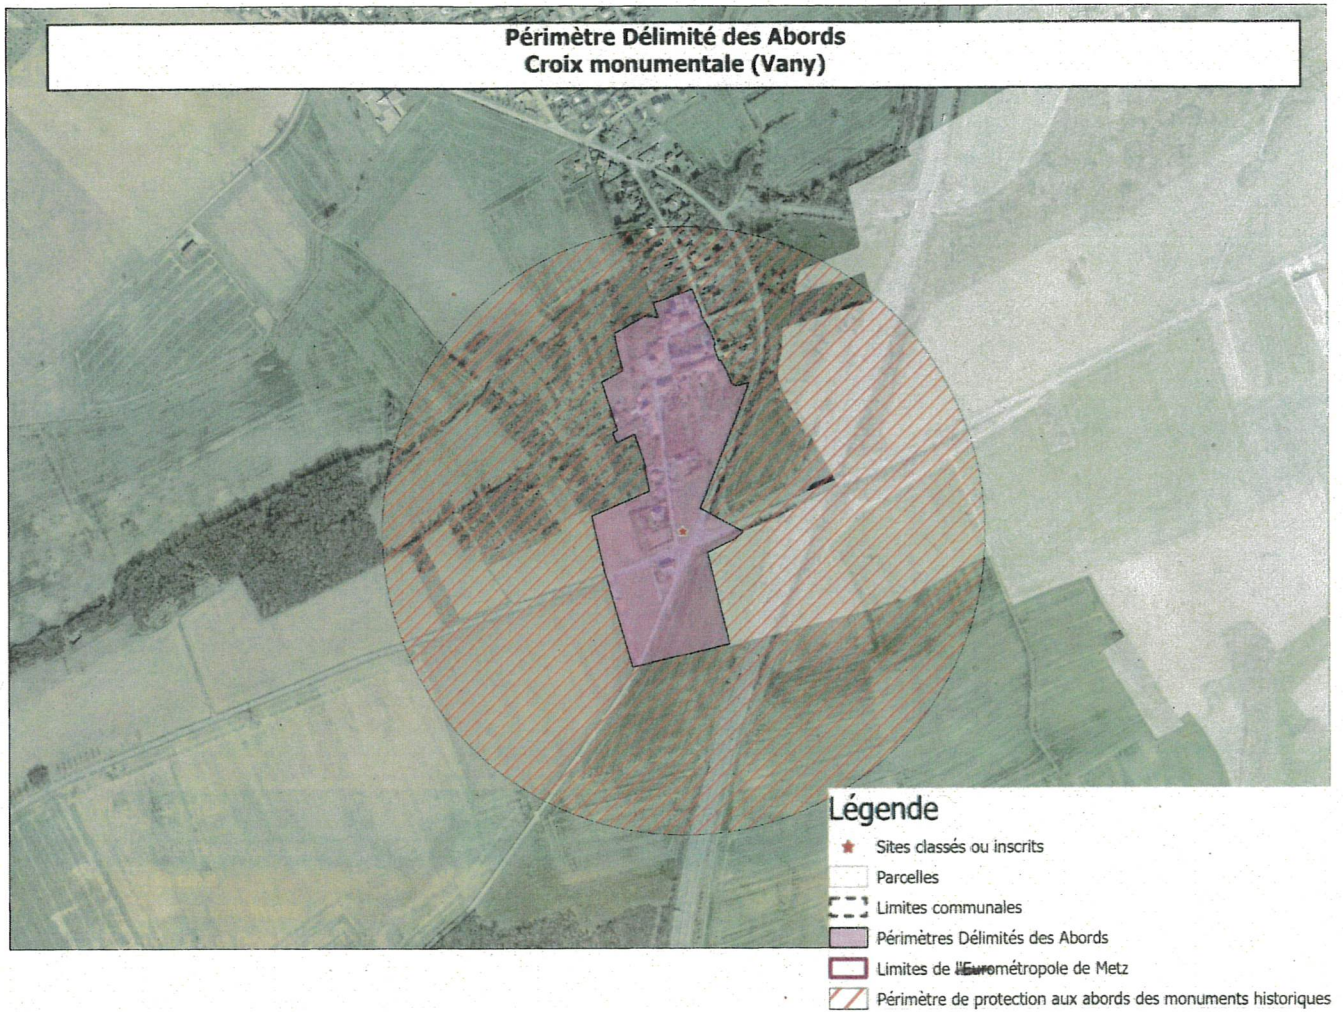 Périmètre Délimité des Abords
Croix monumentale (Vany)
Légende
Sites classés ou inscrits
Parcelles
Limites communales
Périmètres Délimités des Abords
Limites de l'Eurométropole de Metz
Périmètre de protection aux abords des monuments historiques